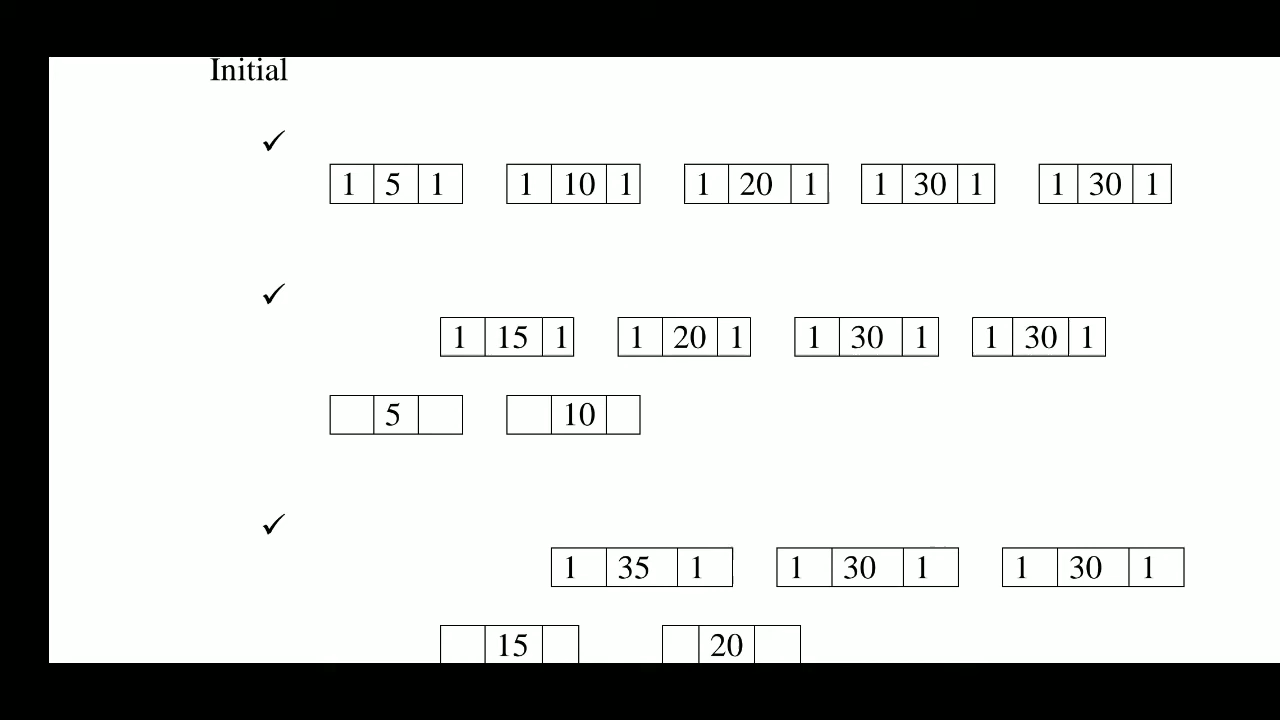 Initial
✓
1 5 1 1 10 1 1 20 1 1 30 1 1 30 1
✓
1 15 1 1 20 1 1 30 1 1 30 1
5 10
✓
1 35 1 1 30 1 1 30 1
15 20